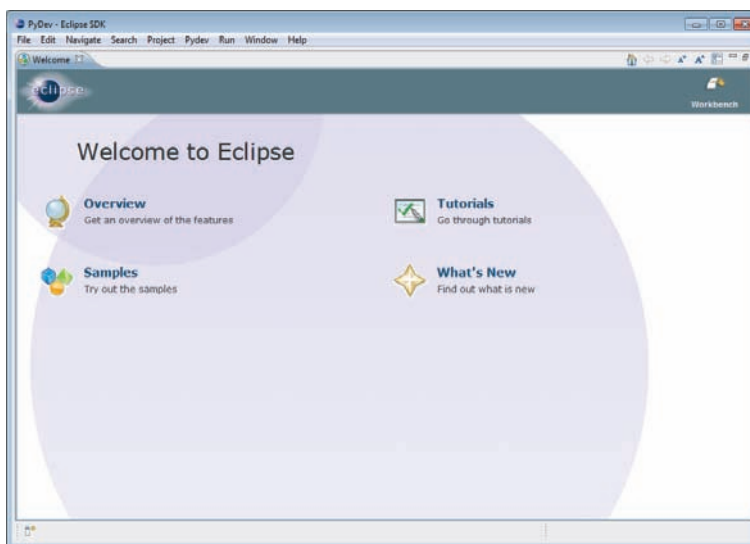 PyDev - Eclipse SDK
File Edit Navigate Search Project Pydev Run Window Help
Welcome
eclipse
Workbench
Welcome to Eclipse
Overview
Get an overview of the features
Tutorials
Go through tutorials
Samples
Try out the samples
What's New
Find out what is new